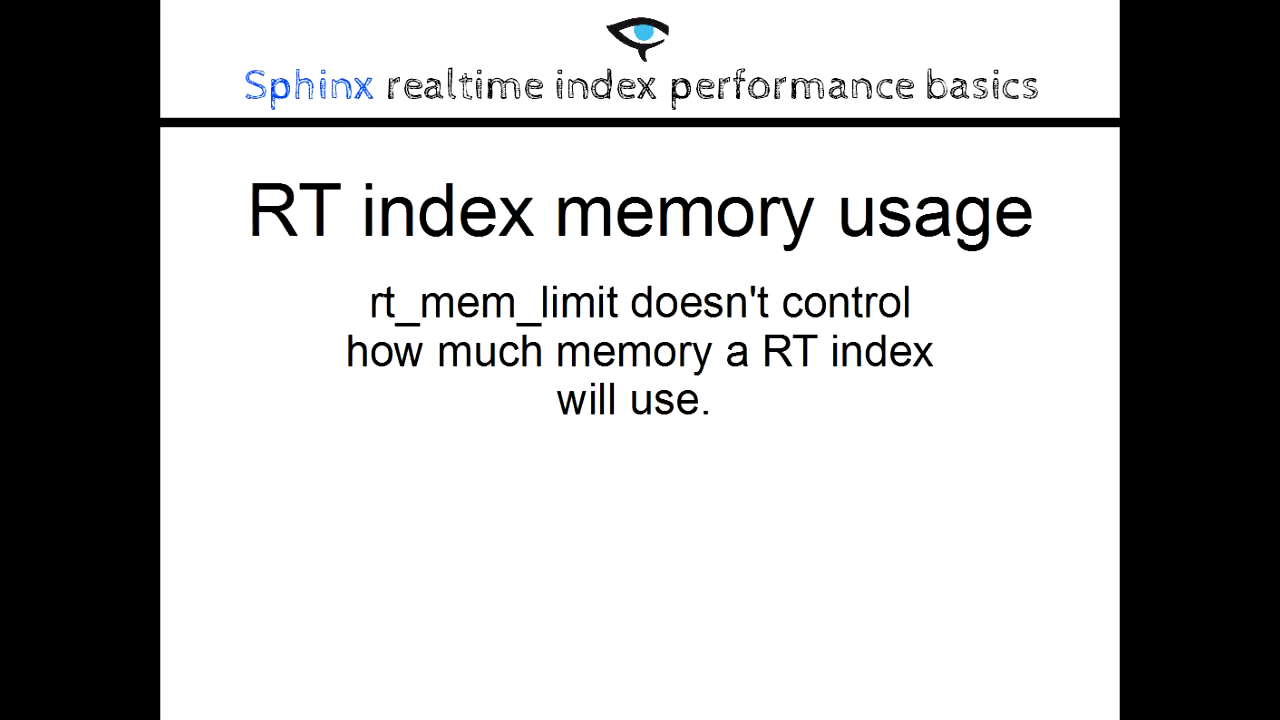 Sphinx realtime index performance basics
RT index memory usage
rt_mem_limit doesn't control
how much memory a RT index
will use.